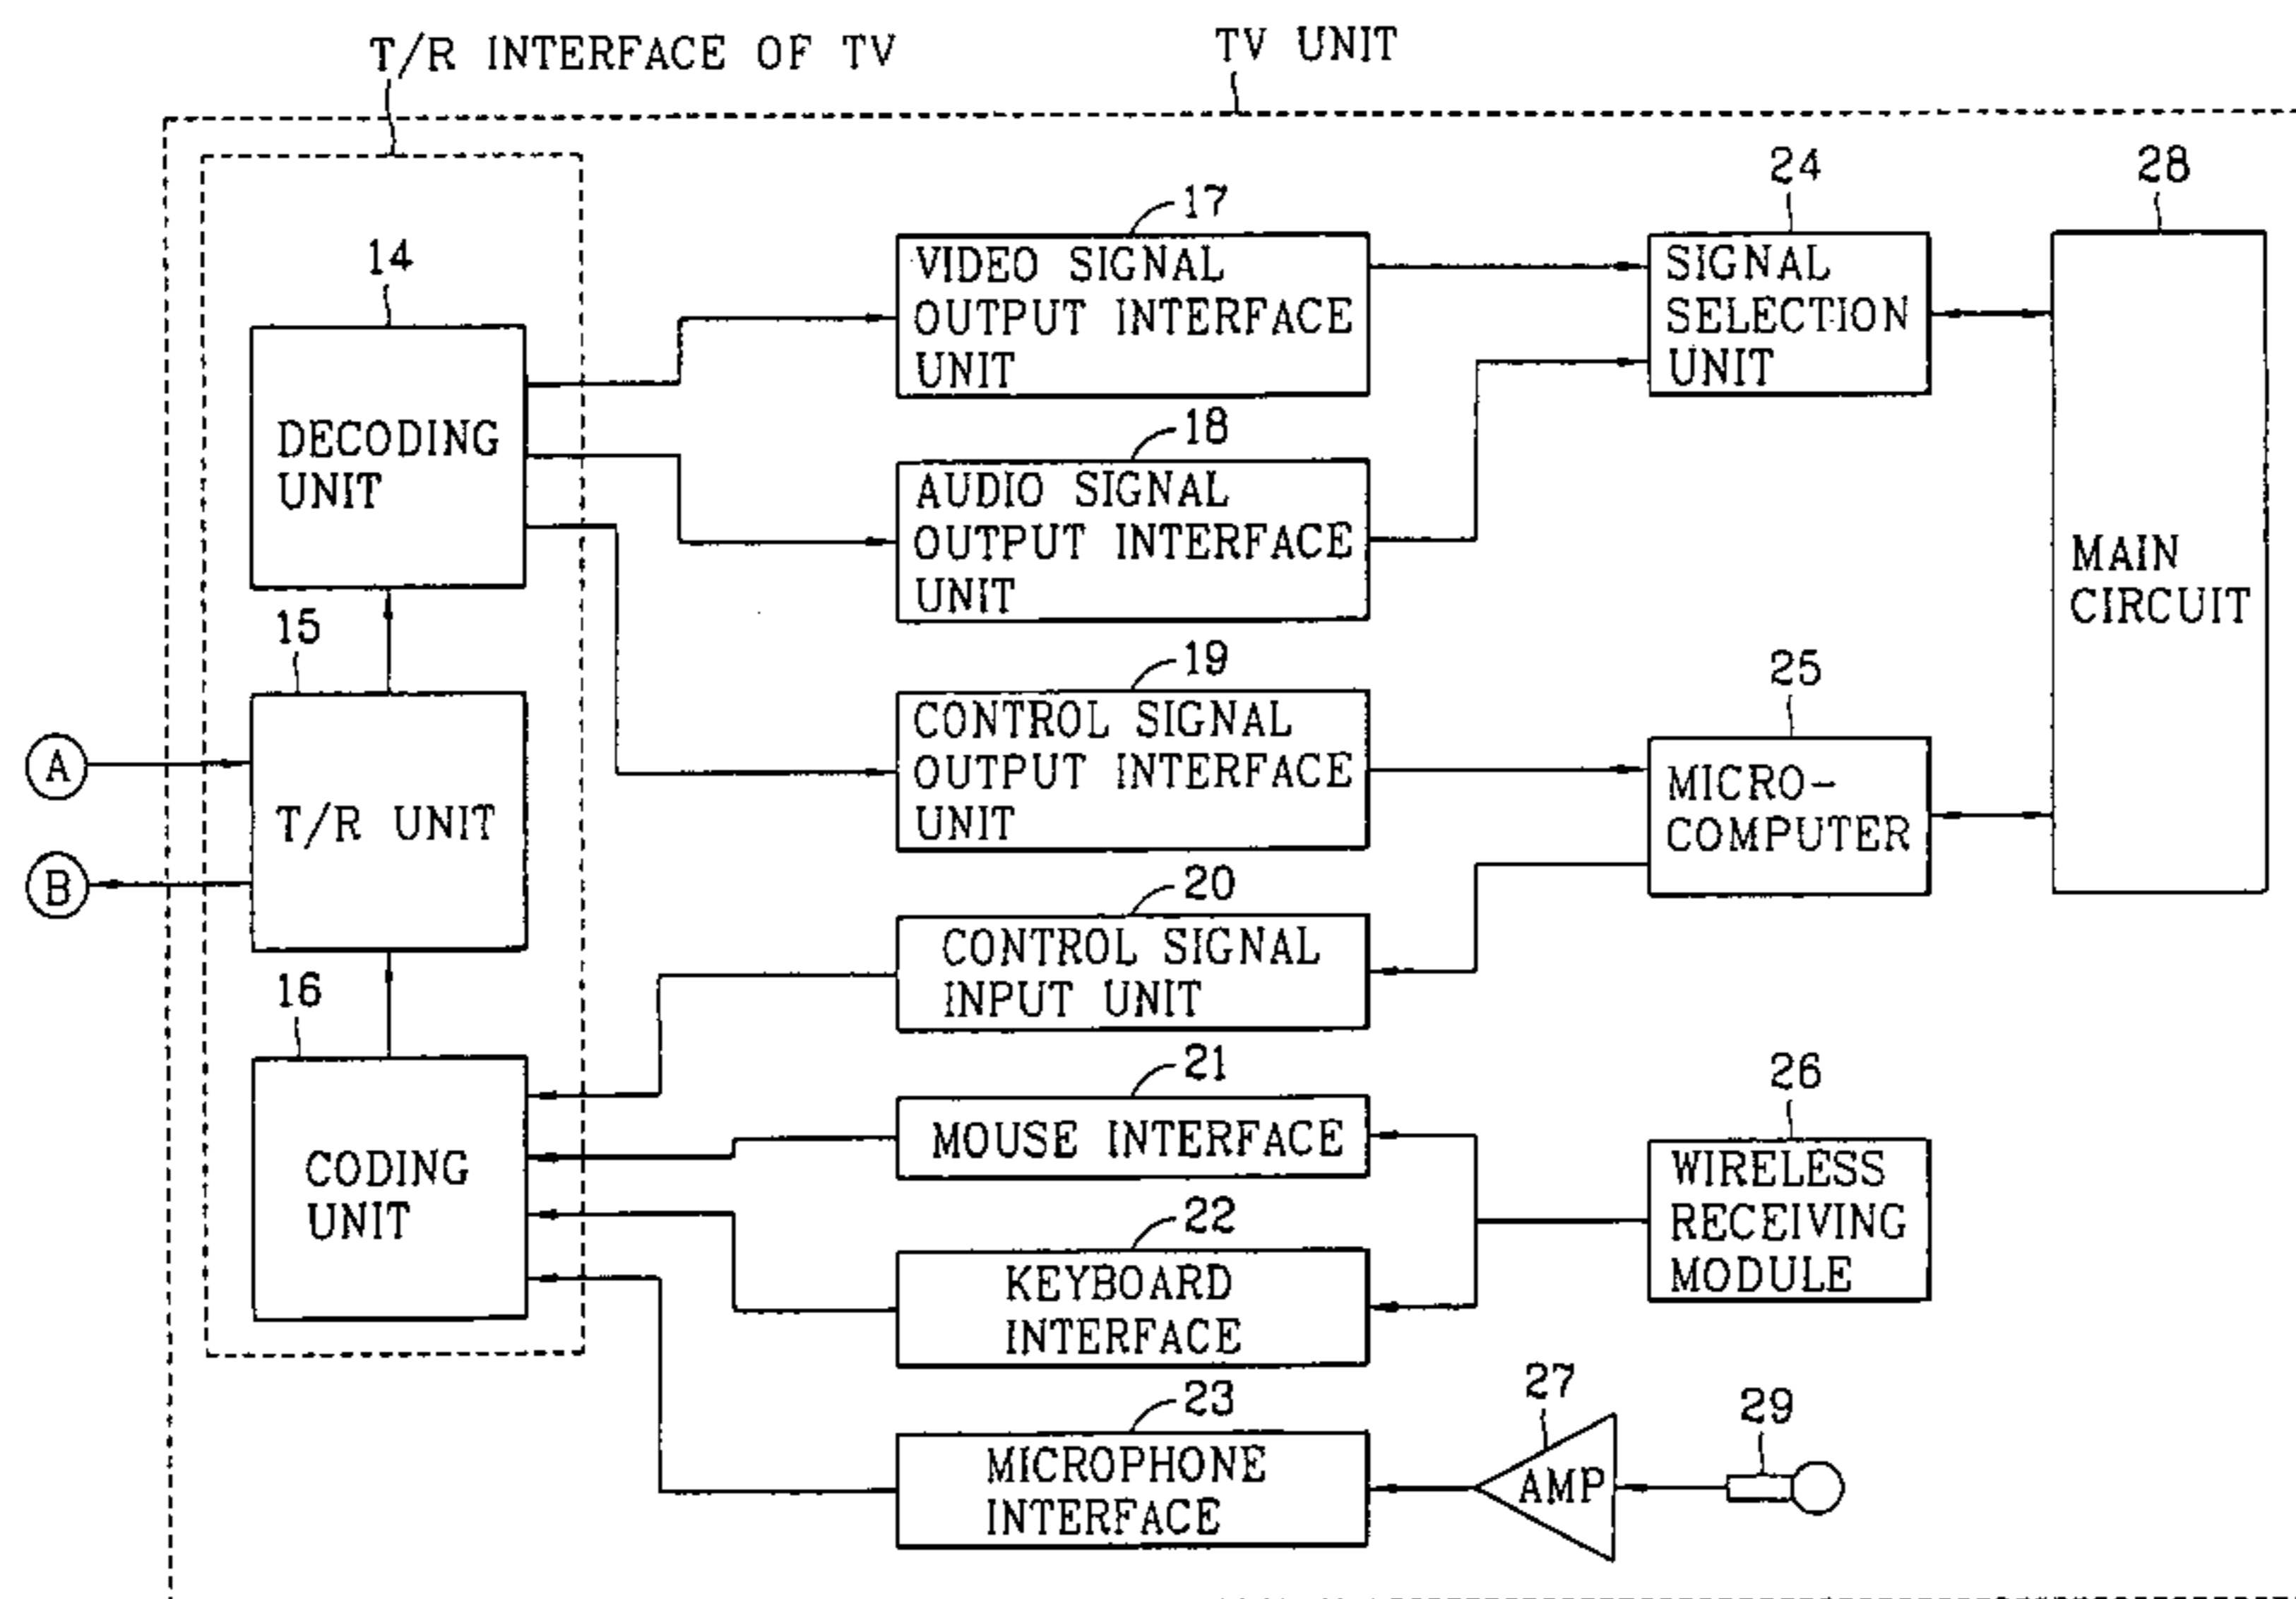 T/R INTERFACE OF TV
TV UNIT
14
DECODING
UNIT
15
T/R UNIT
A
B
16
CODING
UNIT
17
VIDEO SIGNAL
OUTPUT INTERFACE
UNIT
18
AUDIO SIGNAL
OUTPUT INTERFACE
UNIT
19
CONTROL SIGNAL
OUTPUT INTERFACE
UNIT
20
CONTROL SIGNAL
INPUT UNIT
21
MOUSE INTERFACE
22
KEYBOARD
INTERFACE
23
MICROPHONE
INTERFACE
24
SIGNAL
SELECTION
UNIT
25
MICRO-
COMPUTER
26
WIRELESS
RECEIVING
MODULE
27
AMP
29
28
MAIN
CIRCUIT